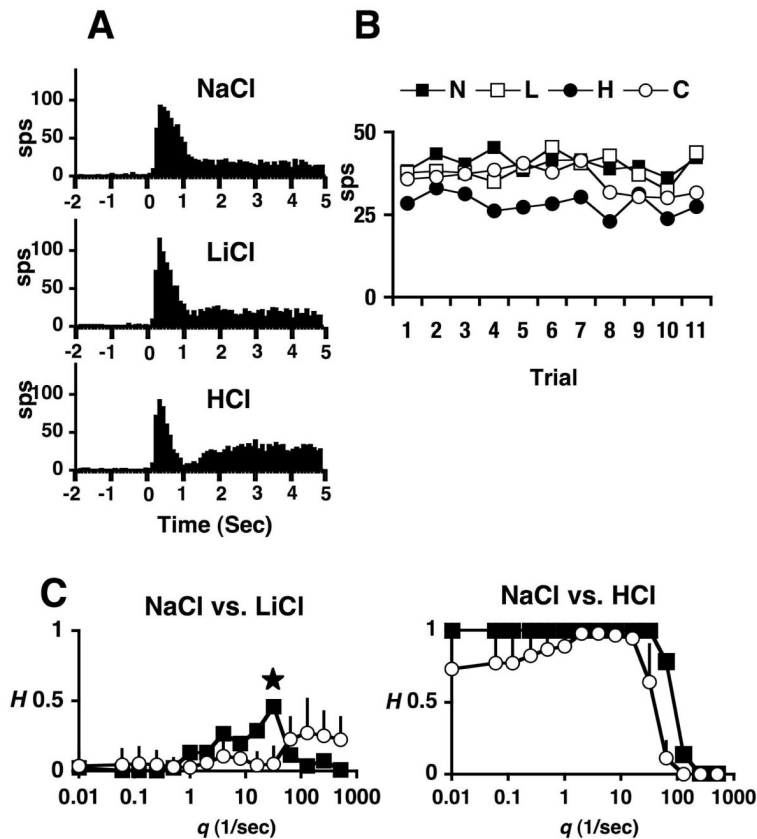 A
NaCl
sps
100
50
0
-2 -1 0 1 2 3 4 5
LiCl
sps
100
50
0
-2 -1 0 1 2 3 4 5
HCl
sps
100
50
0
-2 -1 0 1 2 3 4 5
Time (Sec)
B
N L H C
sps
50
25
0
1 2 3 4 5 6 7 8 9 10 11
Trial
C
NaCl vs. LiCl
1
H 0.5
0
0.01 0.1 1 10 100 1000
q (1/sec)
NaCl vs. HCl
1
H 0.5
0
0.01 0.1 1 10 100 1000
q (1/sec)